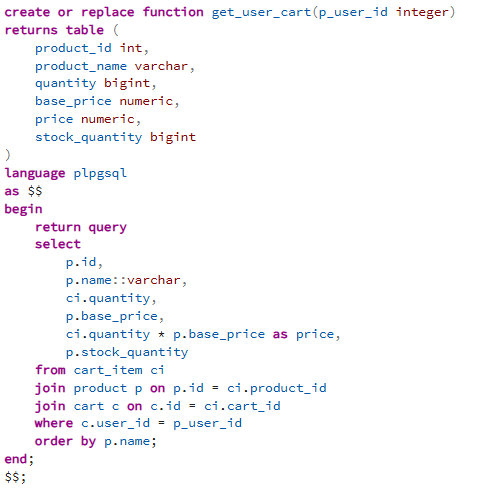 create or replace function get_user_cart(p_user_id integer)
returns table (
    product_id int,
    product_name varchar,
    quantity bigint,
    base_price numeric,
    price numeric,
    stock_quantity bigint
)
language plpgsql
as $$
begin
    return query
    select
        p.id,
        p.name::varchar,
        ci.quantity,
        p.base_price,
        ci.quantity * p.base_price as price,
        p.stock_quantity
    from cart_item ci
    join product p on p.id = ci.product_id
    join cart c on c.id = ci.cart_id
    where c.user_id = p_user_id
    order by p.name;
end;
$$;